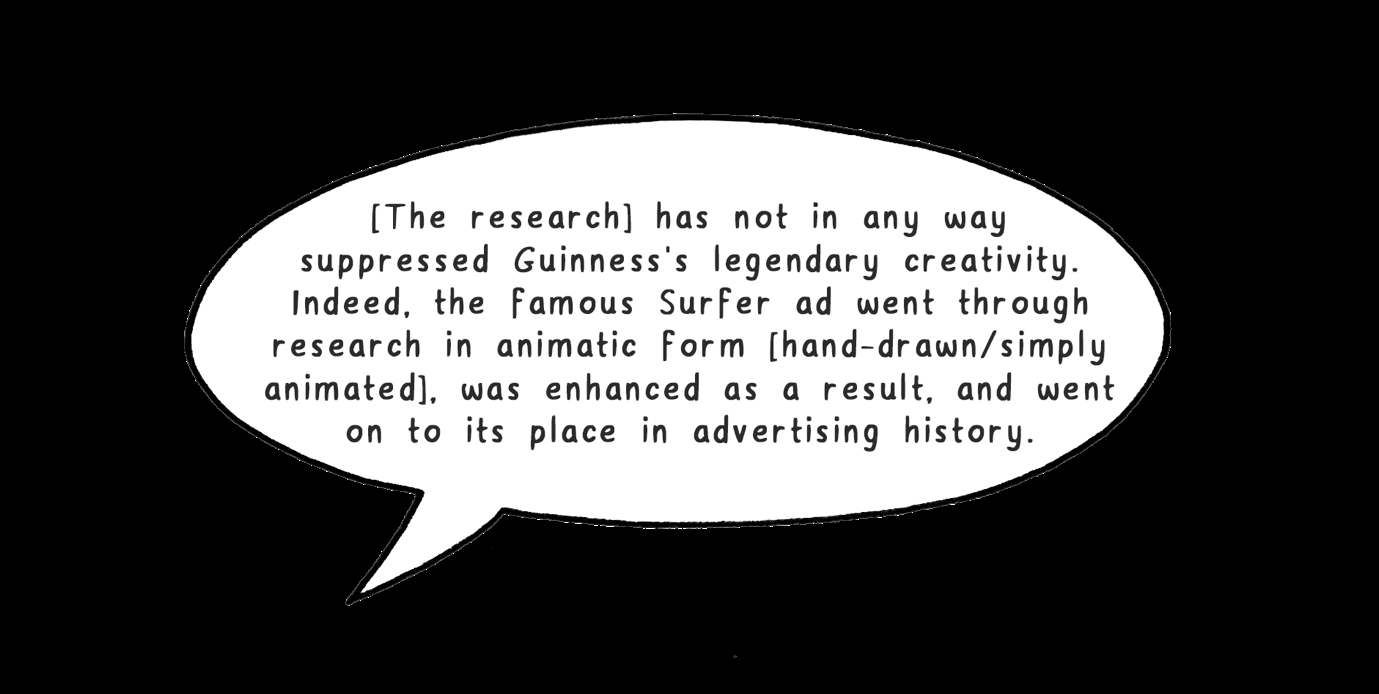 [The research] has not in any way
suppressed Guinness's legendary creativity.
Indeed, the famous Surfer ad went through
research in animatic form [hand-drawn/simply
animated], was enhanced as a result, and went
on to its place in advertising history.